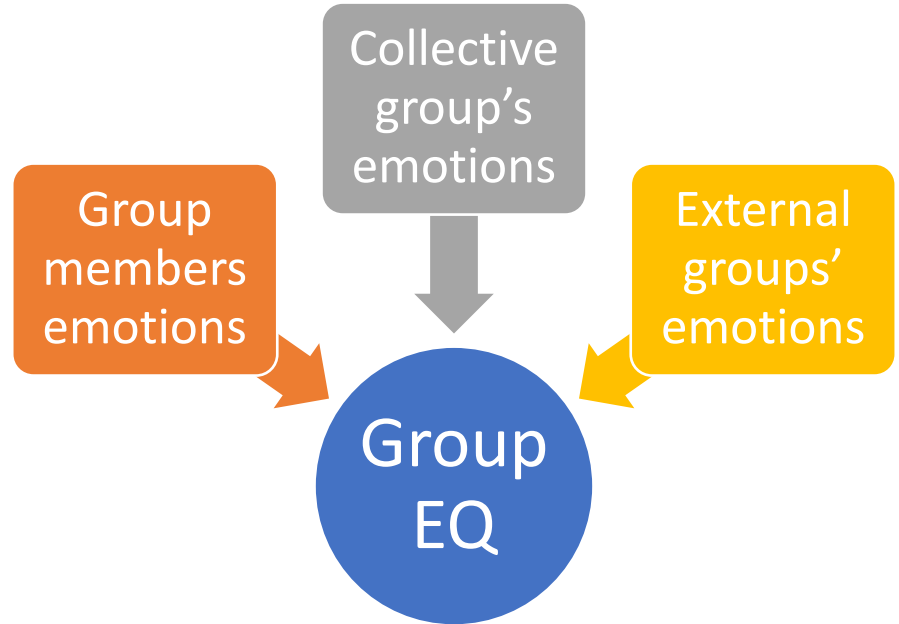 Collective
group’s
emotions
Group
members
emotions
External
groups’
emotions
Group
EQ